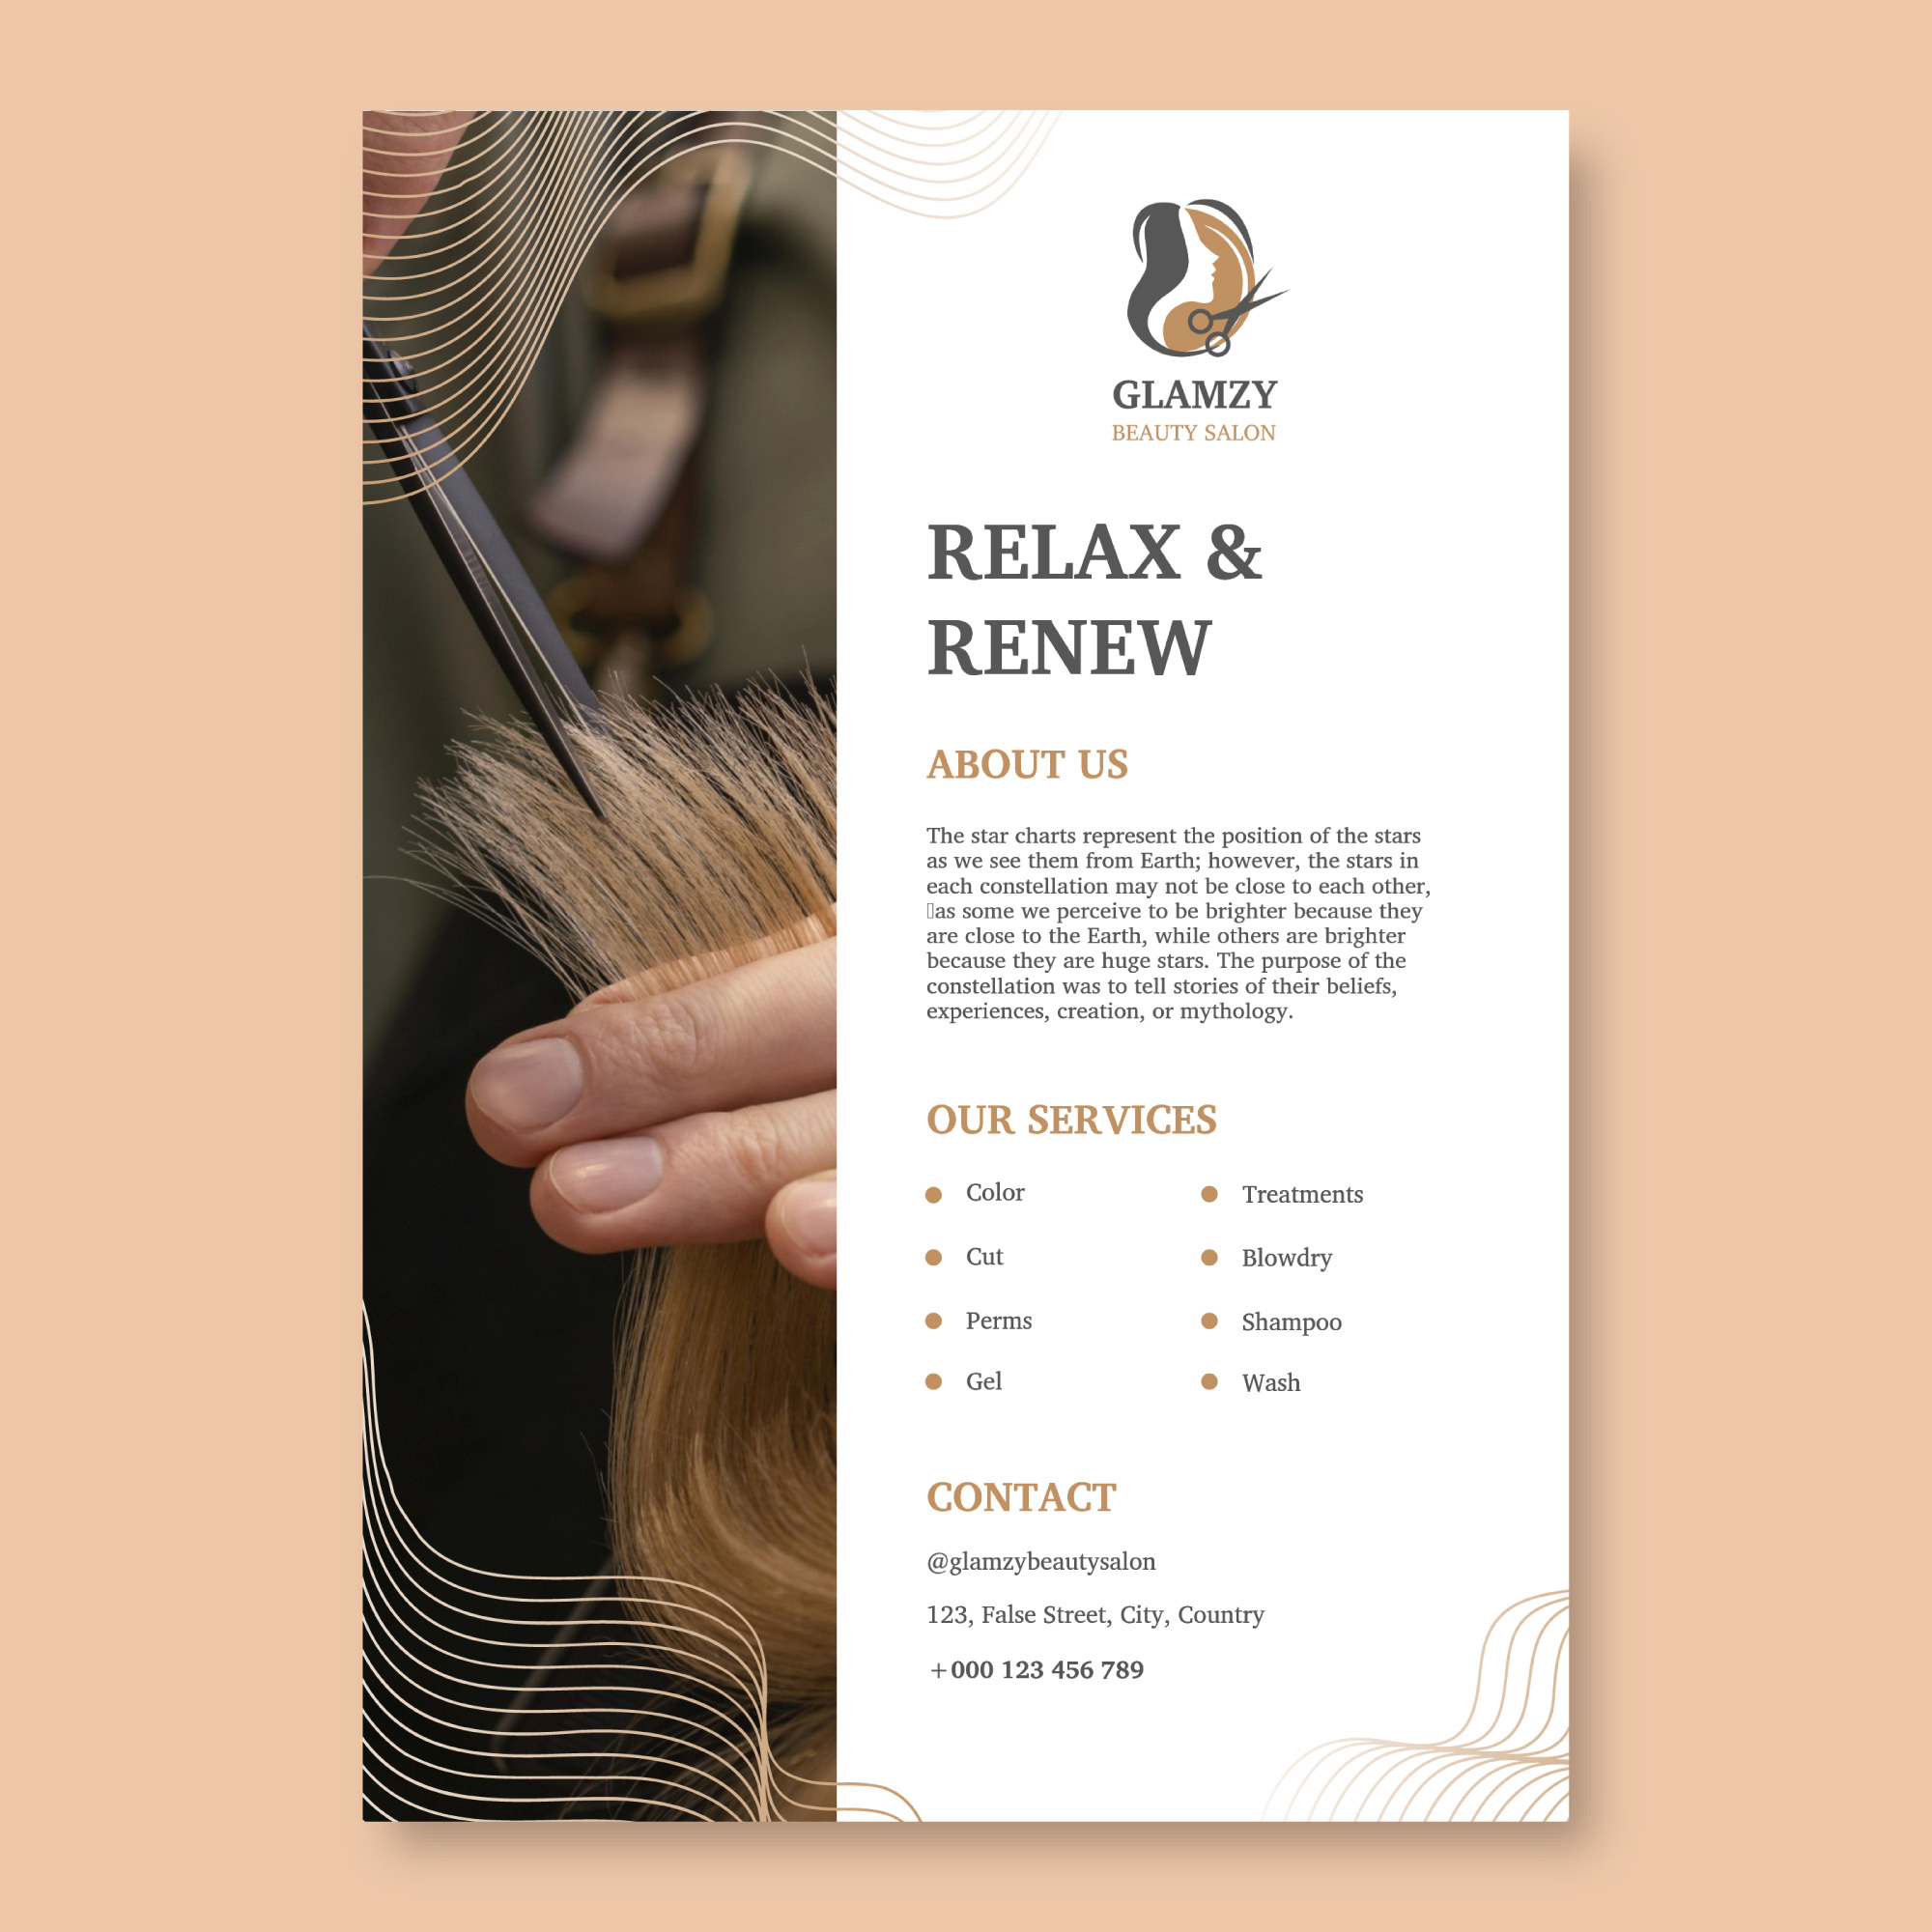 GLAMZY
BEAUTY SALON
RELAX &
RENEW
ABOUT US
The star charts represent the position of the stars
as we see them from Earth; however, the stars in
each constellation may not be close to each other,
as some we perceive to be brighter because they
are close to the Earth, while others are brighter
because they are huge stars. The purpose of the
constellation was to tell stories of their beliefs,
experiences, creation, or mythology.
OUR SERVICES
Color
Cut
Perms
Gel
Treatments
Blowdry
Shampoo
Wash
CONTACT
@glamzybeautysalon
123, False Street, City, Country
+000 123 456 789